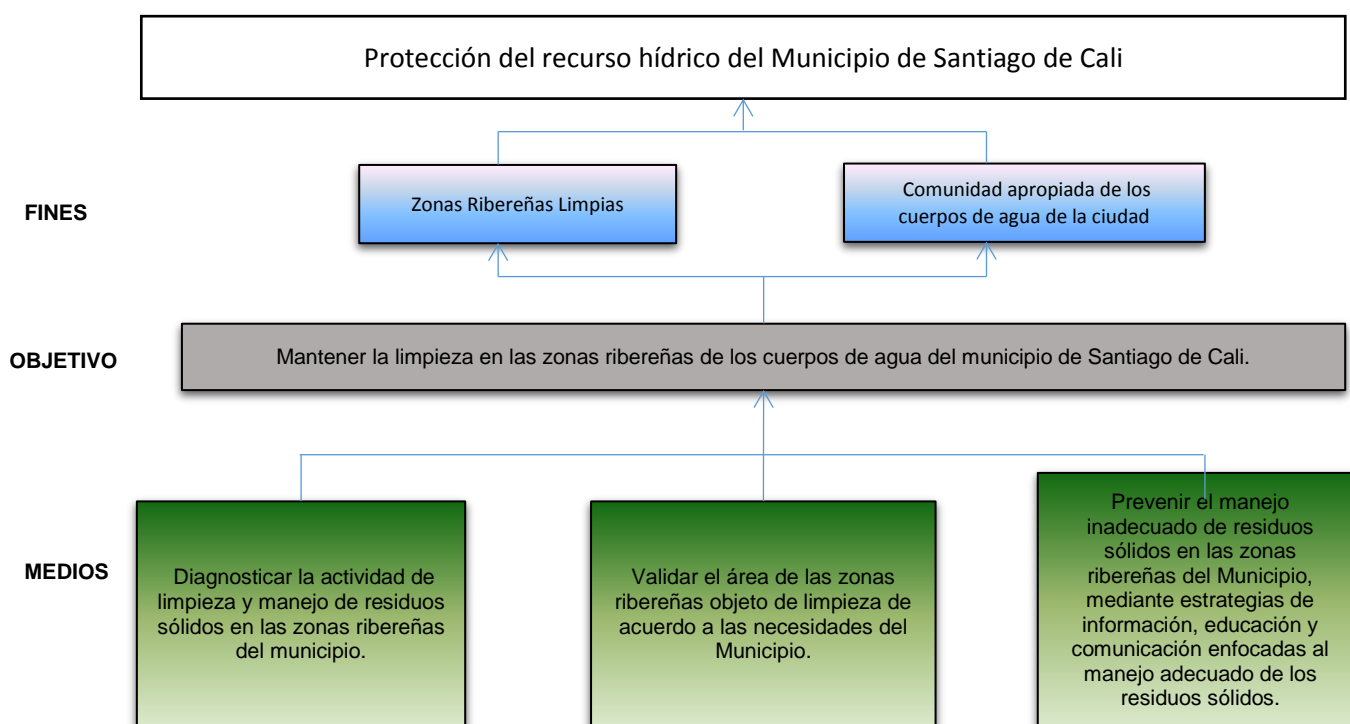 Protección del recurso hídrico del Municipio de Santiago de Cali
FINES
Zonas Ribereñas Limpias
Comunidad apropiada de los
cuerpos de agua de la ciudad
OBJETIVO
Mantener la limpieza en las zonas ribereñas de los cuerpos de agua del municipio de Santiago de Cali.
MEDIOS
Diagnosticar la actividad de
limpieza y manejo de residuos
sólidos en las zonas ribereñas
del municipio.
Validar el área de las zonas
ribereñas objeto de limpieza de
acuerdo a las necesidades del
Municipio.
Prevenir el manejo
inadecuado de residuos
sólidos en las zonas
ribereñas del Municipio,
mediante estrategias de
información, educación y
comunicación enfocadas al
manejo adecuado de los
residuos sólidos.